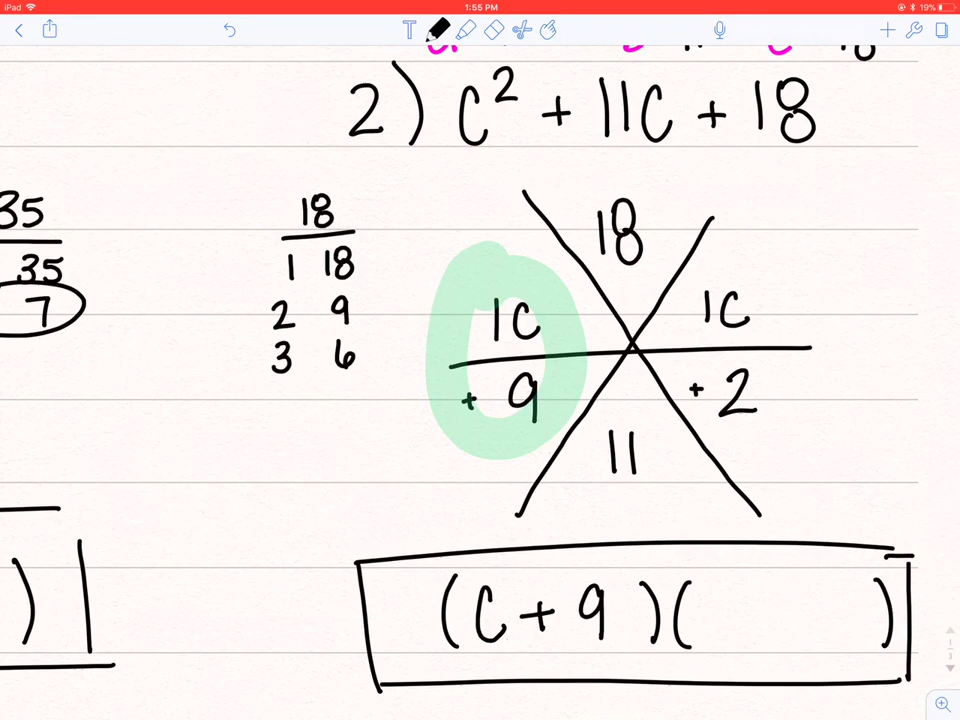 iPad 1:55 PM 19%
T
2) c² + 11c + 18
35
35
7
18
1 18
2 9
3 6
18
1c 1c
+ 9 + 2
11
)
(c + 9)( )